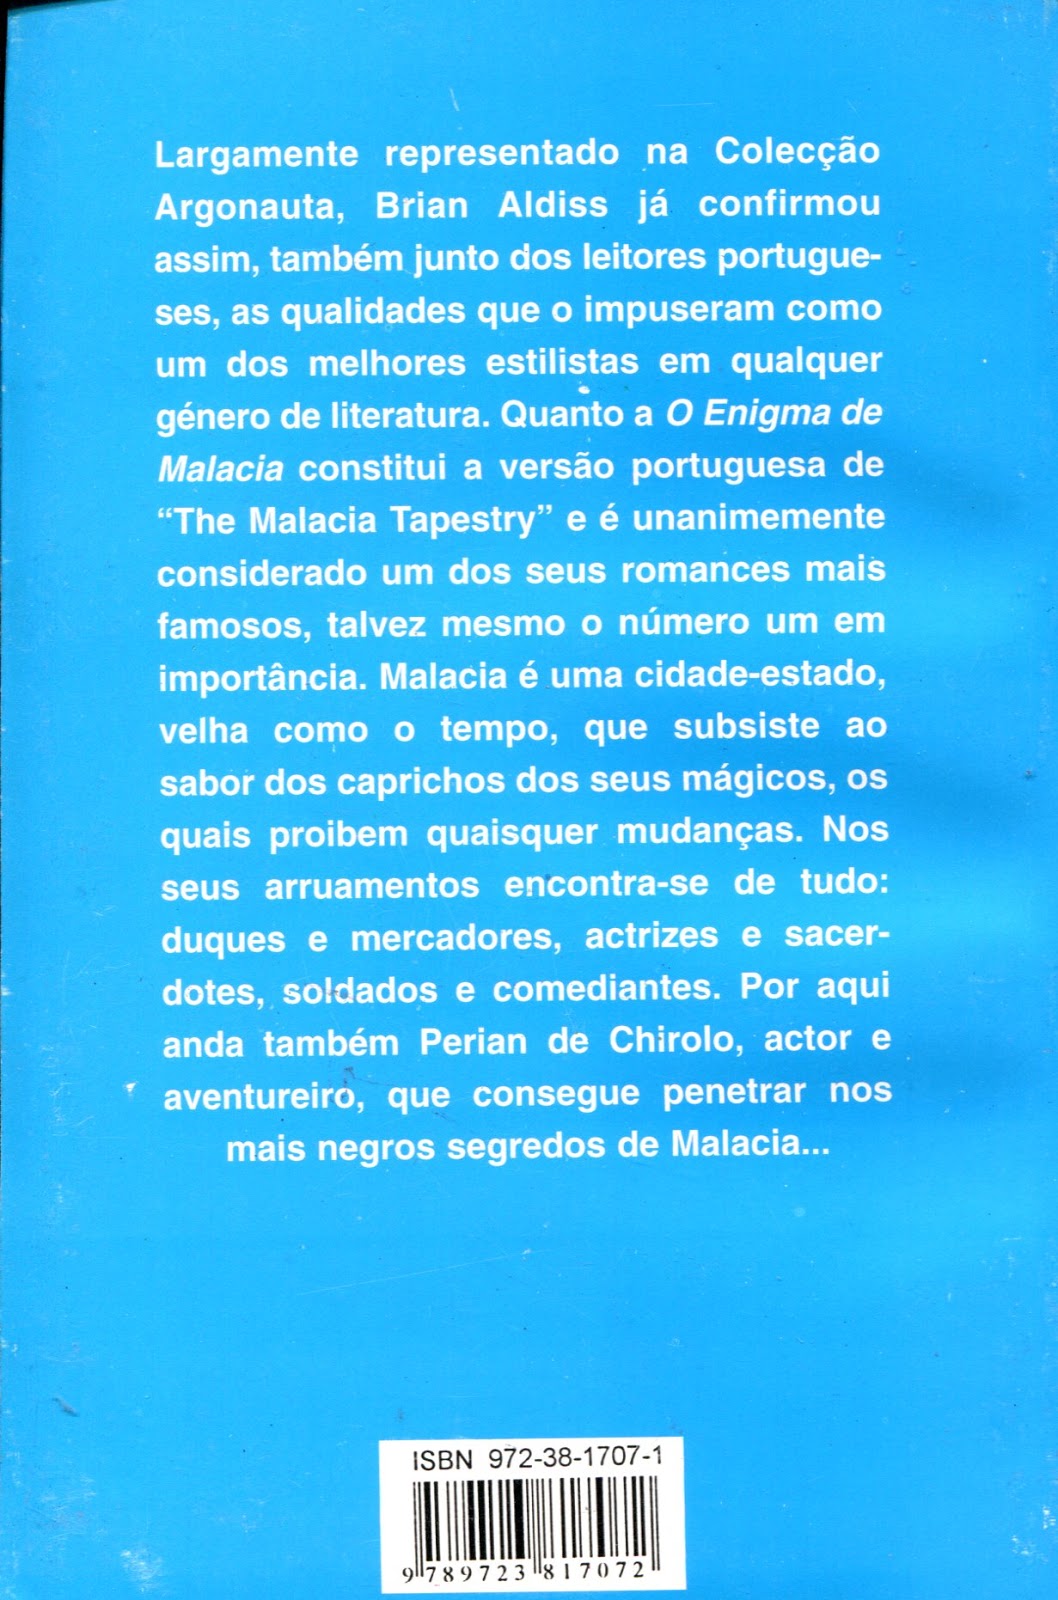 Largamente representado na Colecção
Argonauta, Brian Aldiss já confirmou
assim, também junto dos leitores portugue-
ses, as qualidades que o impuseram como
um dos melhores estilistas em qualquer
género de literatura. Quanto a O Enigma de
Malacia constitui a versão portuguesa de
“The Malacia Tapestry” e é unanimemente
considerado um dos seus romances mais
famosos, talvez mesmo o número um em
importância. Malacia é uma cidade-estado,
velha como o tempo, que subsiste ao
sabor dos caprichos dos seus mágicos, os
quais proibem quaisquer mudanças. Nos
seus arruamentos encontra-se de tudo:
duques e mercadores, actrizes e sacer-
dotes, soldados e comediantes. Por aqui
anda também Perian de Chirolo, actor e
aventureiro, que consegue penetrar nos
mais negros segredos de Malacia...
ISBN 972-38-1707-1
9 789723 817072